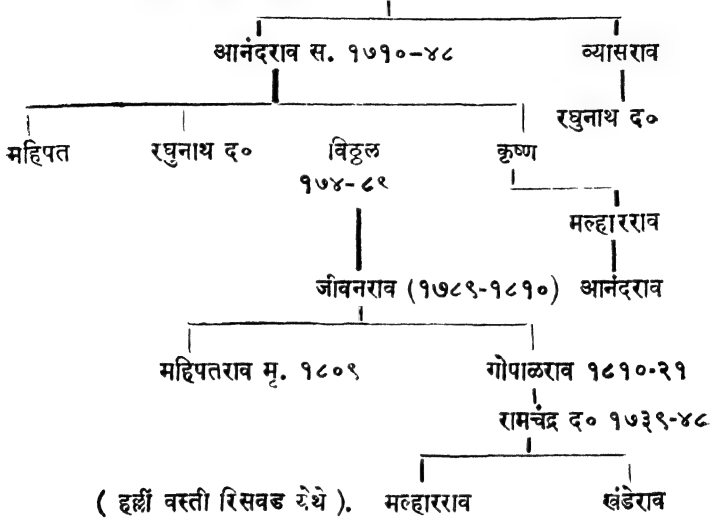 आनंदराव स. १७१०-४८ व्यासराव
रघुनाथ द०
महिपत रघुनाथ द० विठ्ठल कृष्ण
१७४-८९
मल्हारराव
जीवनराव (१७८९-१८१०) आनंदराव
महिपतराव मृ. १८०९ गोपाळराव १८१०-२१
रामचंद्र द० १७३९-४८
( हल्लीं वस्ती रिसवड येथे ). मल्हारराव खंडेराव